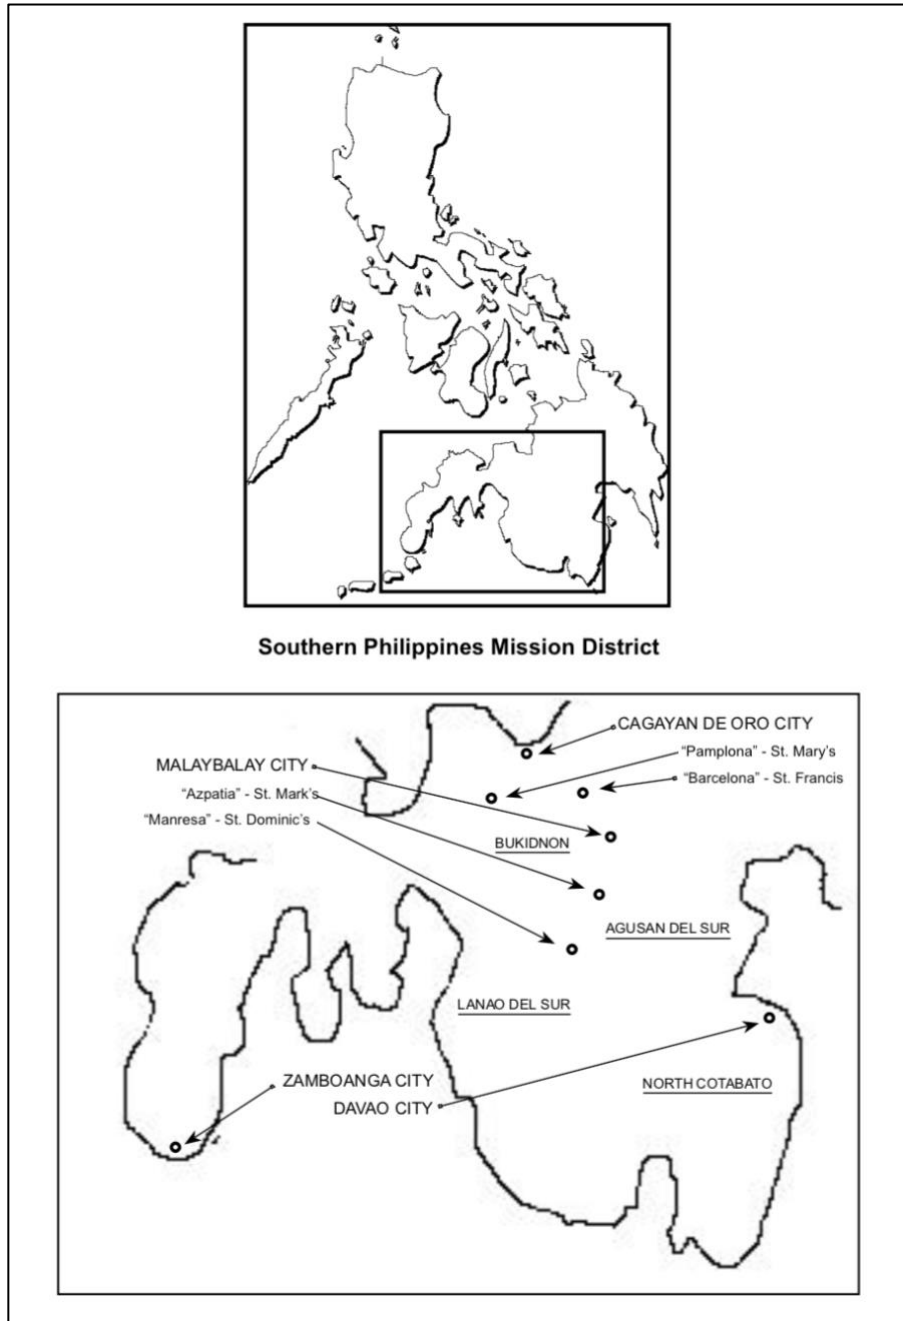 Southern Philippines Mission District
CAGAYAN DE ORO CITY
"Pamplona" - St. Mary's
MALAYBALAY CITY
"Barcelona" - St. Francis
"Azpatia" - St. Mark's
"Manresa" - St. Dominic's
BUKIDNON
AGUSAN DEL SUR
LANAO DEL SUR
ZAMBOANGA CITY
NORTH COTABATO
DAVAO CITY